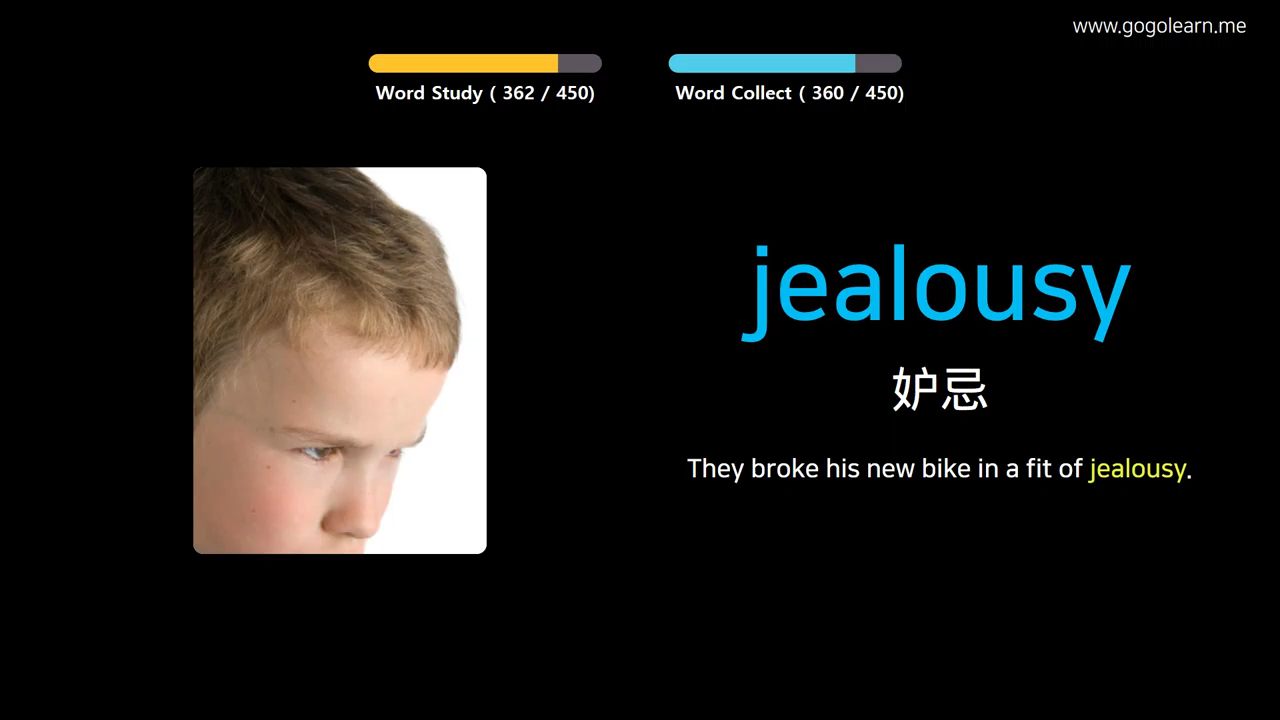 www.gogolearn.me
Word Study ( 362 / 450)
Word Collect ( 360 / 450)
jealousy
妒忌
They broke his new bike in a fit of jealousy.